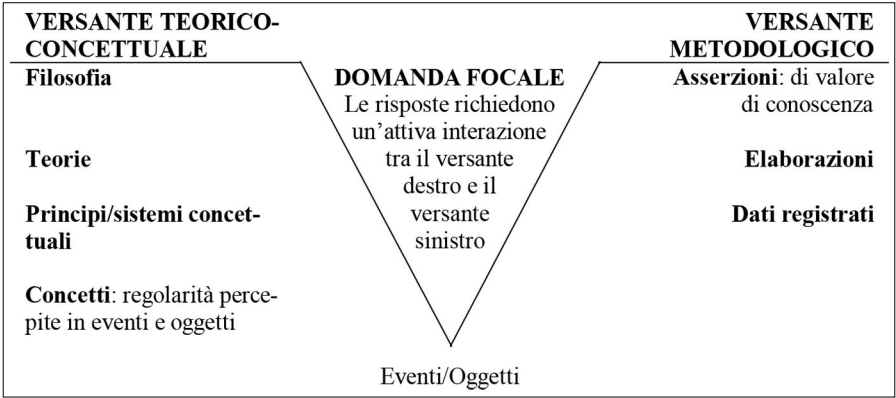 VERSANTE TEORICO-
CONCETTUALE
Filosofia
Teorie
Principi/sistemi concet-
tuali
Concetti: regolarità perce-
pite in eventi e oggetti
DOMANDA FOCALE
Le risposte richiedono
un'attiva interazione
tra il versante
destro e il
versante
sinistro
VERSANTE
METODOLOGICO
Asserzioni: di valore
di conoscenza
Elaborazioni
Dati registrati
Eventi/Oggetti